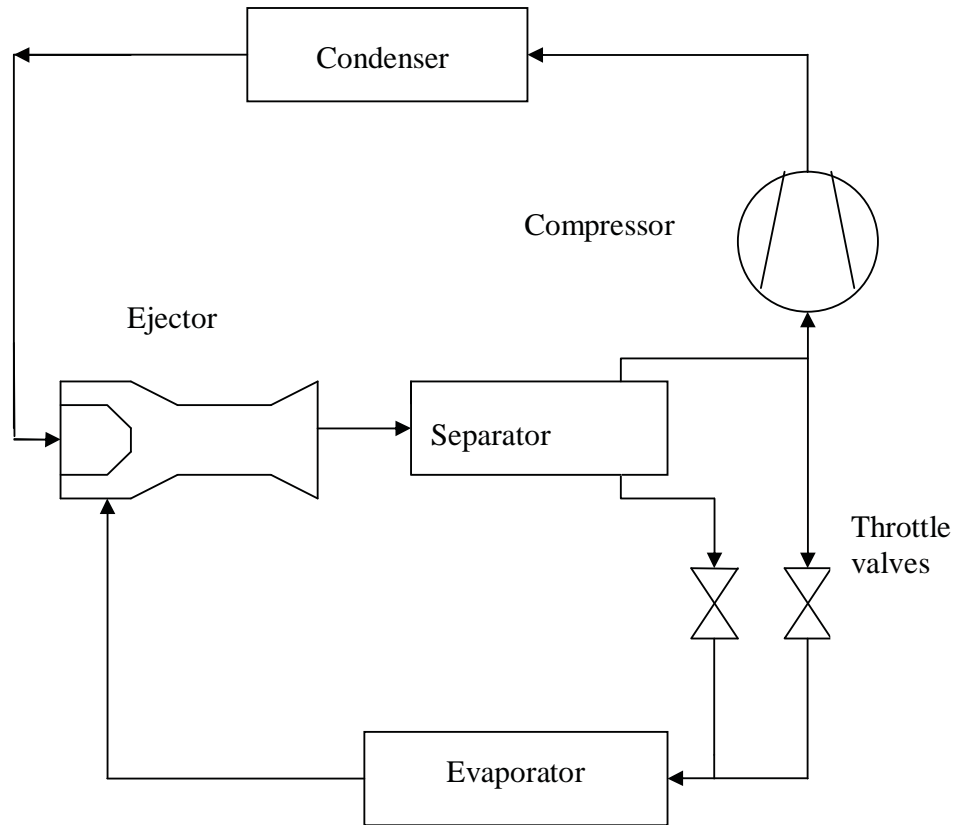 Condenser
Compressor
Ejector
Separator
Throttle
valves
Evaporator